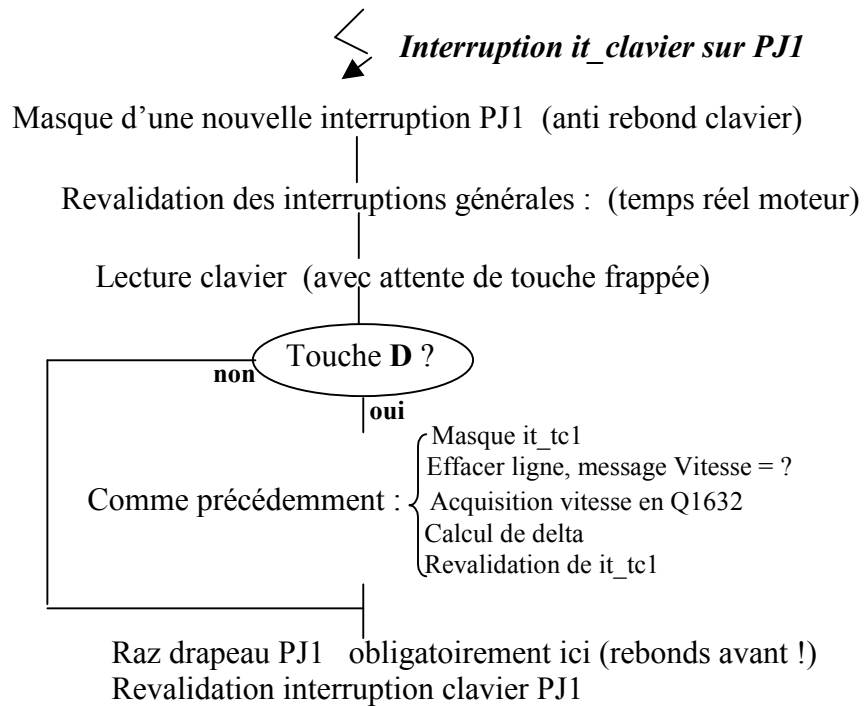 Interruption it_clavier sur PJ1
Masque d’une nouvelle interruption PJ1 (anti rebond clavier)
Revalidation des interruptions générales : (temps réel moteur)
Lecture clavier (avec attente de touche frappée)
Touche D ?
non
oui
Masque it_tc1
Effacer ligne, message Vitesse = ?
Comme précédemment : Acquisition vitesse en Q1632
Calcul de delta
Revalidation de it_tc1
Raz drapeau PJ1 obligatoirement ici (rebonds avant !)
Revalidation interruption clavier PJ1